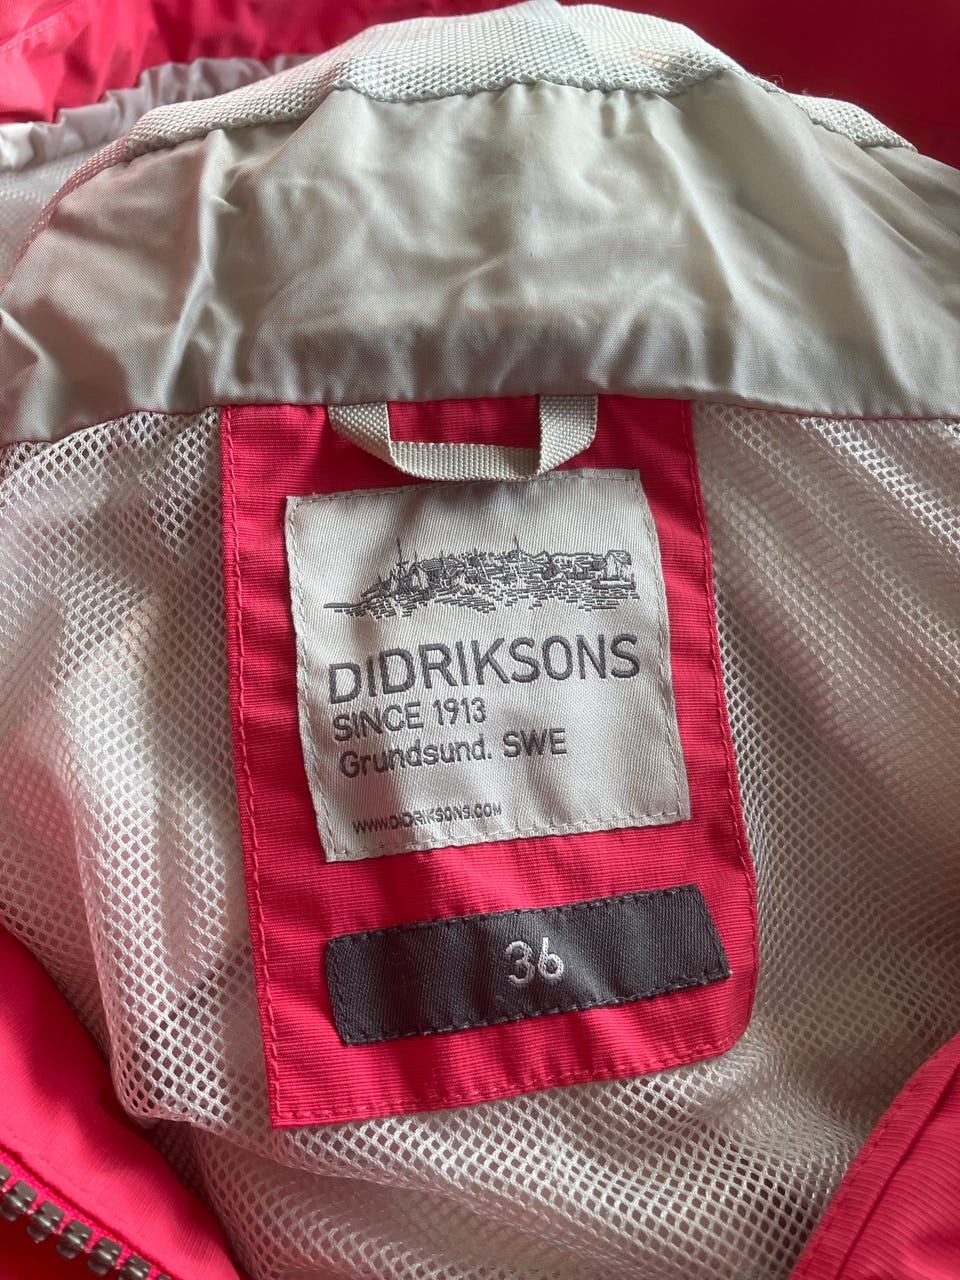 DIDRIKSONS
SINCE 1913
Grundsund. SWE
WWW.DIDRIKSONS.COM
36